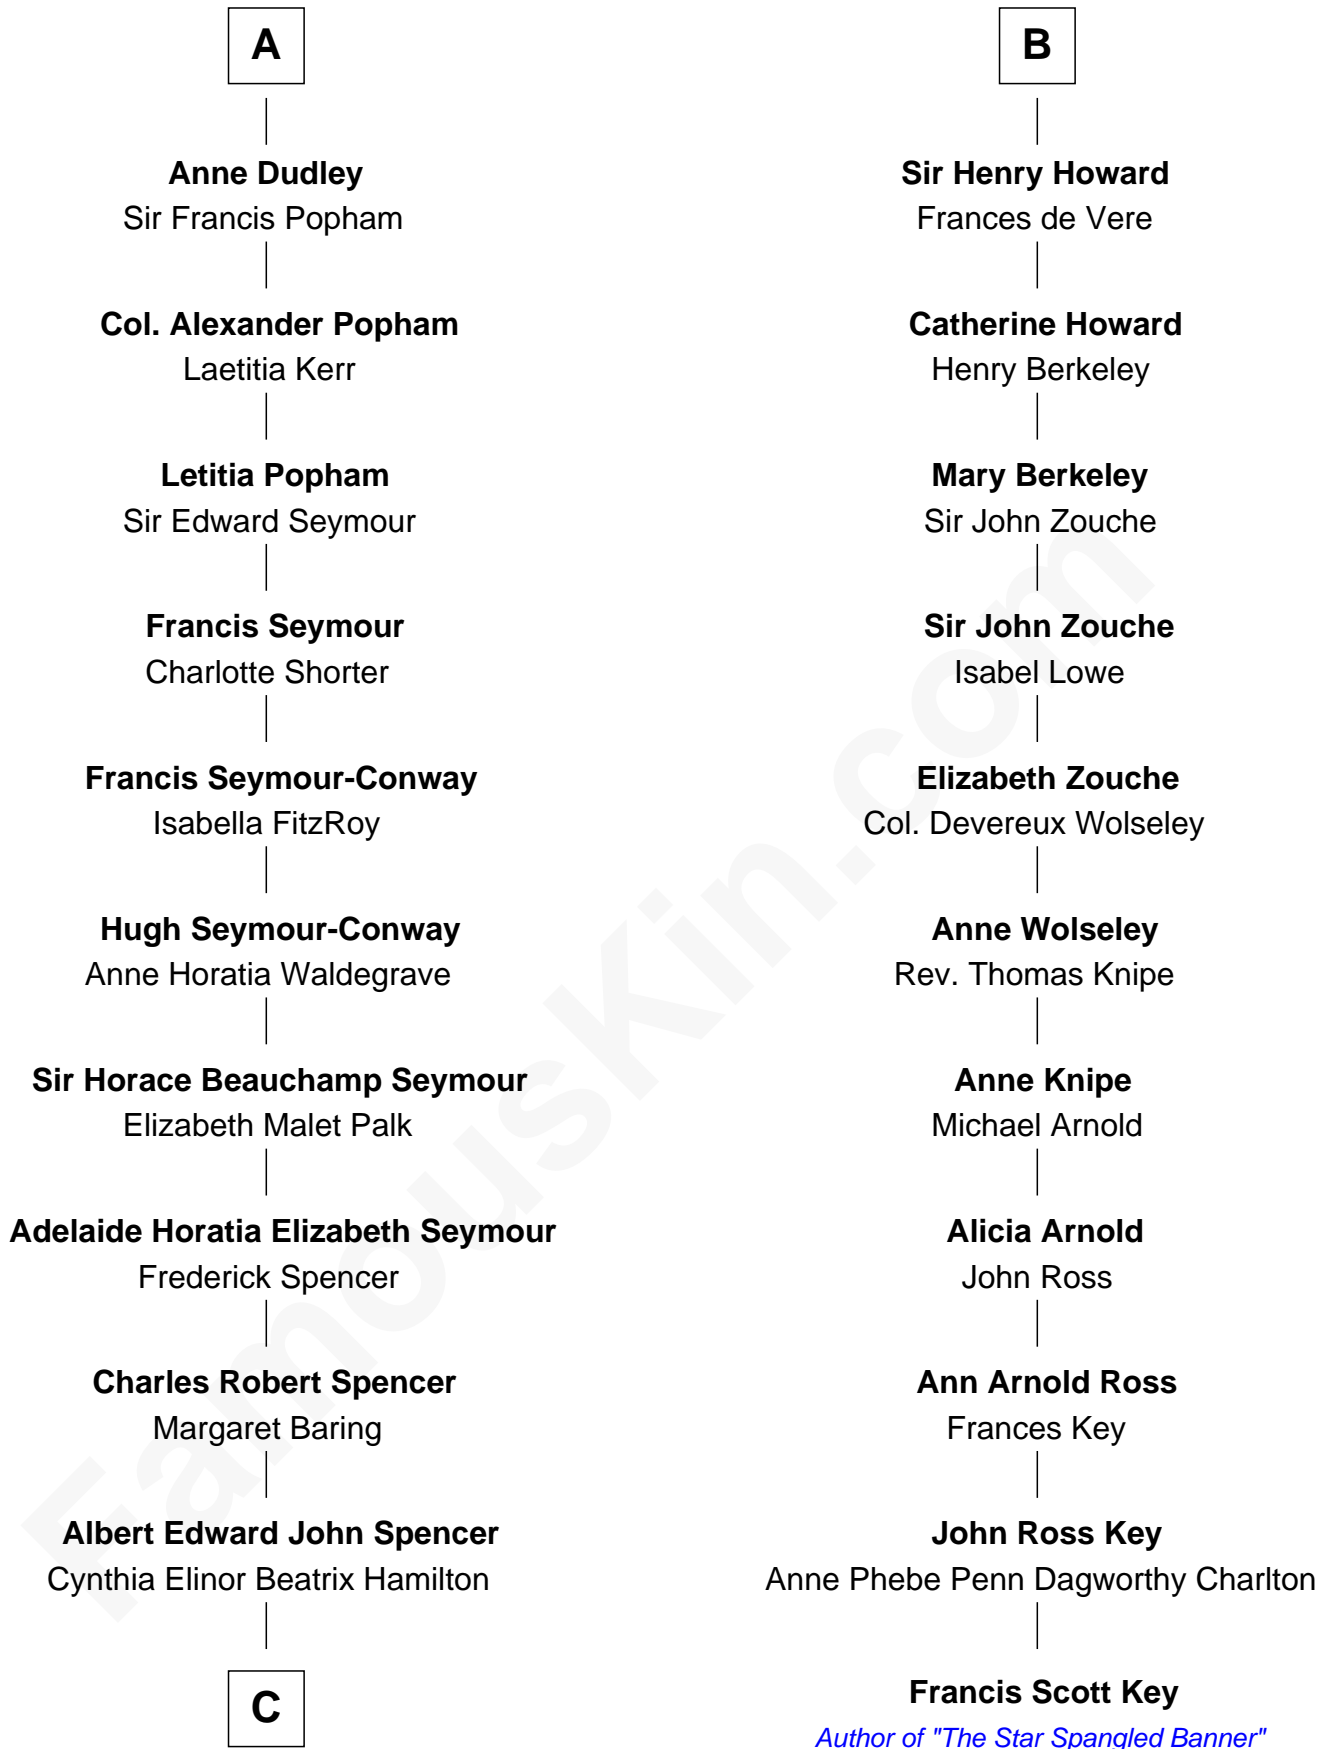 A
Anne Dudley
Sir Francis Popham
Col. Alexander Popham
Laetitia Kerr
Letitia Popham
Sir Edward Seymour
Francis Seymour
Charlotte Shorter
Francis Seymour-Conway
Isabella FitzRoy
Hugh Seymour-Conway
Anne Horatia Waldegrave
Sir Horace Beauchamp Seymour
Elizabeth Malet Palk
Adelaide Horatia Elizabeth Seymour
Frederick Spencer
Charles Robert Spencer
Margaret Baring
Albert Edward John Spencer
Cynthia Elinor Beatrix Hamilton
C
B
Sir Henry Howard
Frances de Vere
Catherine Howard
Henry Berkeley
Mary Berkeley
Sir John Zouche
Sir John Zouche
Isabel Lowe
Elizabeth Zouche
Col. Devereux Wolseley
Anne Wolseley
Rev. Thomas Knipe
Anne Knipe
Michael Arnold
Alicia Arnold
John Ross
Ann Arnold Ross
Frances Key
John Ross Key
Anne Phebe Penn Dagworthy Charlton
Francis Scott Key
Author of "The Star Spangled Banner"
FamousKin.com